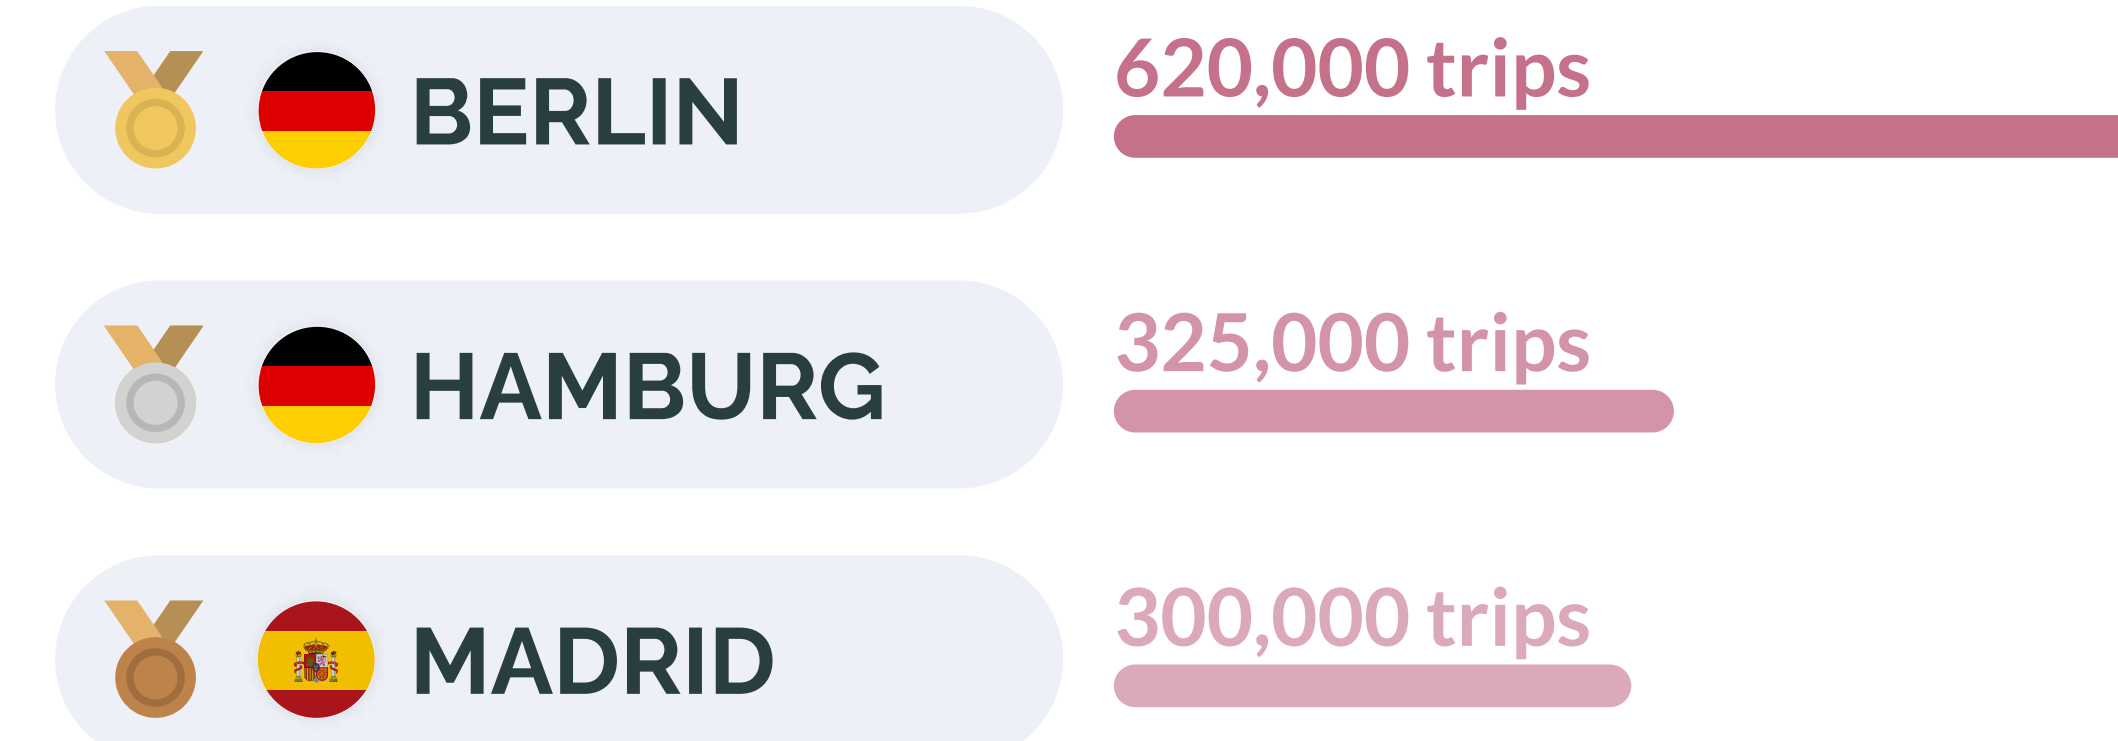 BERLIN
620,000 trips
HAMBURG
325,000 trips
MADRID
300,000 trips